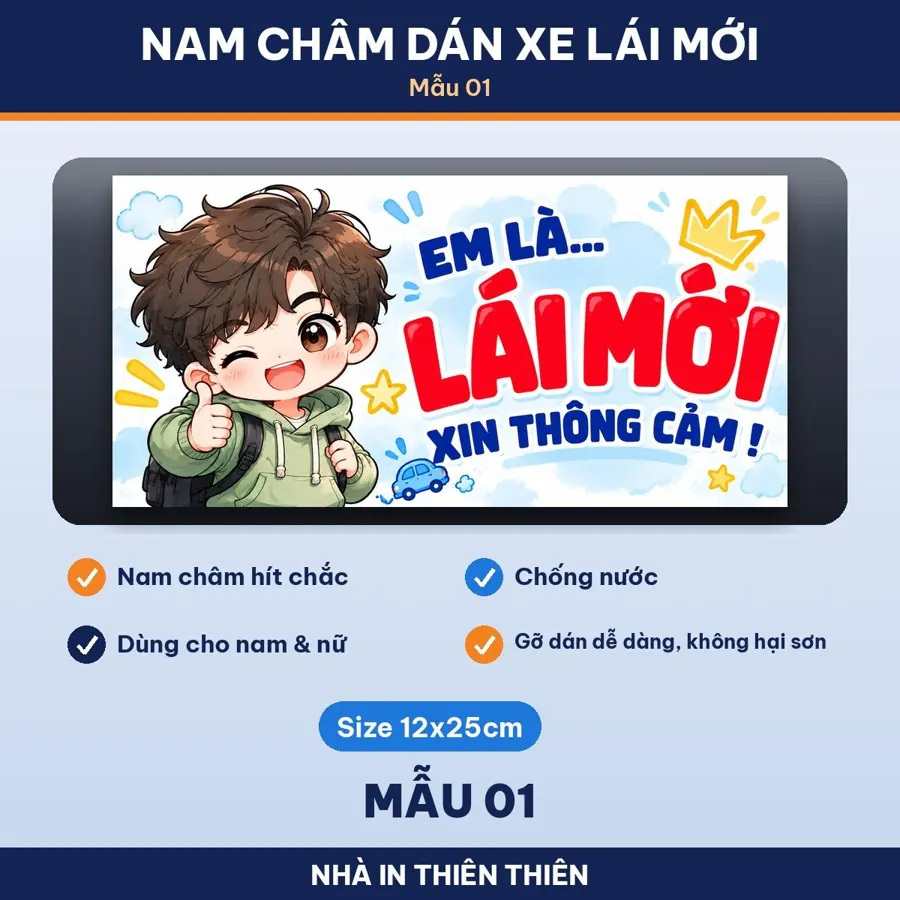 NAM CHÂM DÁN XE LÁI MỚI
Mẫu 01
EM LÀ...
LÁI MỚI
XIN THÔNG CẢM !
Nam châm hít chắc
Chống nước
Dùng cho nam & nữ
Gỡ dán dễ dàng, không hại sơn
Size 12x25cm
MẪU 01
NHÀ IN THIÊN THIÊN